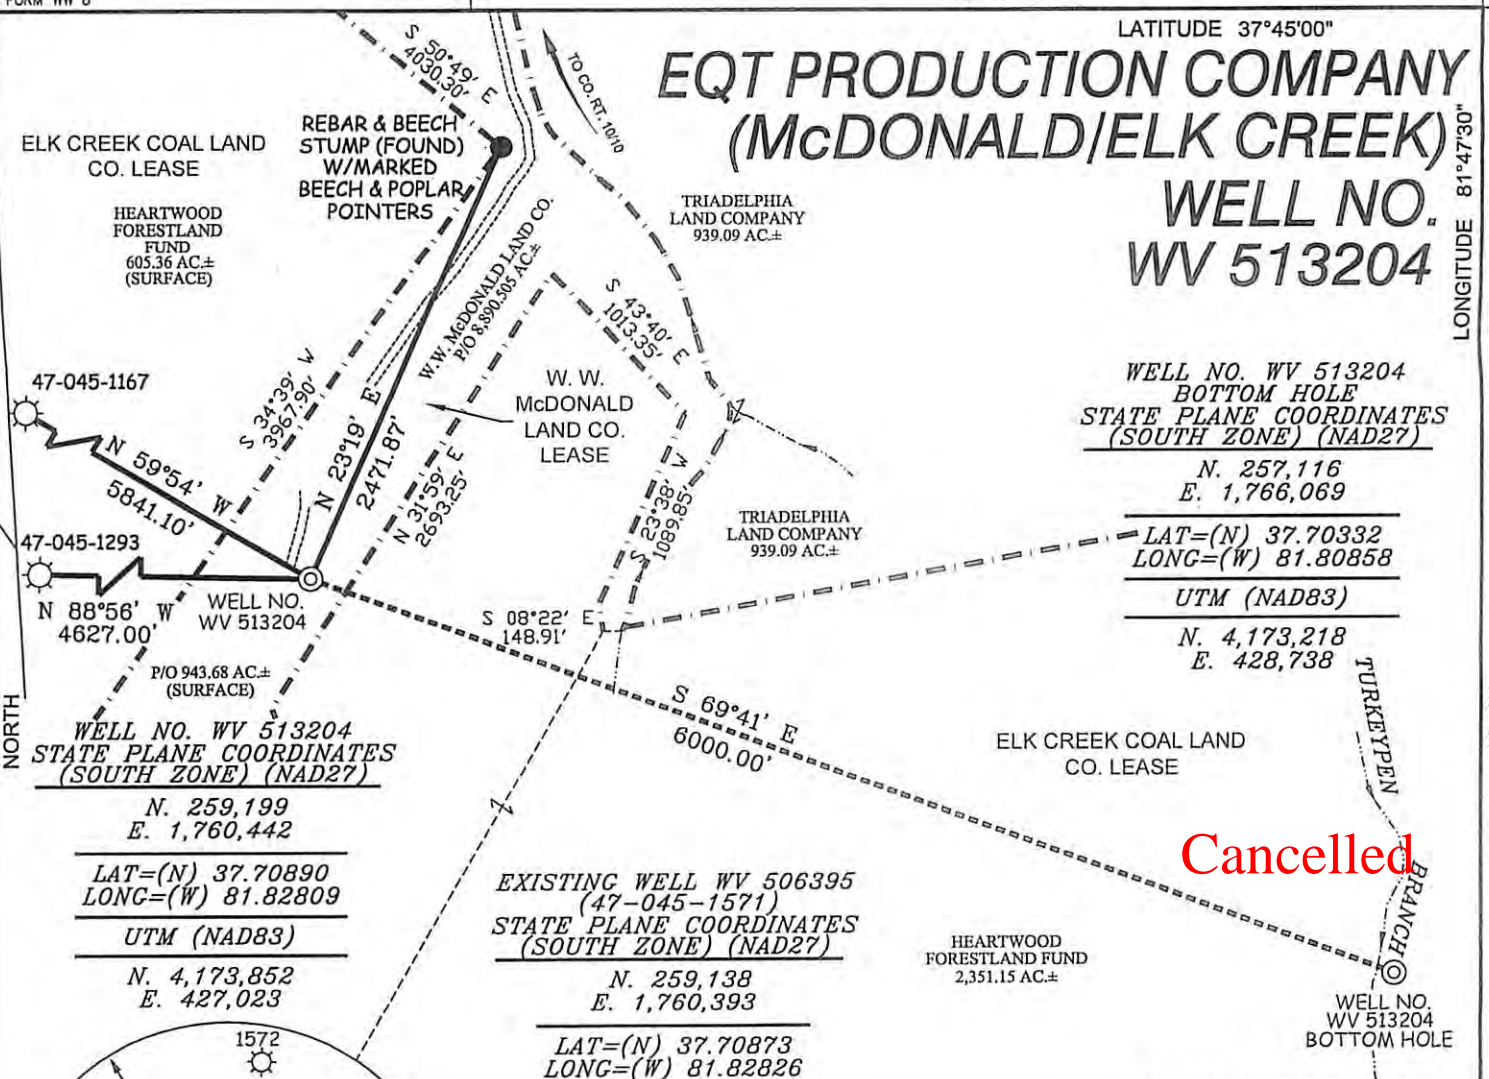 FORM WW-6
LATITUDE 37°45'00"
EQT PRODUCTION COMPANY
(McDONALD/ELK CREEK)
WELL NO.
WV 513204
LONGITUDE 81°47'30"
S 50°49' E
4030.30'
TO CO. RT. 10/10
ELK CREEK COAL LAND
CO. LEASE
REBAR & BEECH
STUMP (FOUND)
W/MARKED
BEECH & POPLAR
POINTERS
HEARTWOOD
FORESTLAND
FUND
605.36 AC.±
(SURFACE)
TRIADELPHIA
LAND COMPANY
939.09 AC.±
W.W. McDONALD LAND CO.
P/O 8,890.505 AC.±
S 43°40' E
1013.35'
47-045-1167
S 34°39' W
3967.90'
N 23°19' E
2471.87'
W. W.
McDONALD
LAND CO.
LEASE
N 59°54' W
5841.10'
N 31°59' E
2693.25'
S 23°38' W
1089.85'
TRIADELPHIA
LAND COMPANY
939.09 AC.±
WELL NO. WV 513204
BOTTOM HOLE
STATE PLANE COORDINATES
(SOUTH ZONE) (NAD27)
N. 257,116
E. 1,766,069
LAT=(N) 37.70332
LONG=(W) 81.80858
UTM (NAD83)
N. 4,173,218
E. 428,738
47-045-1293
N 88°56' W
4627.00'
WELL NO.
WV 513204
S 08°22' E
148.91'
P/O 943.68 AC.±
(SURFACE)
NORTH
S 69°41' E
6000.00'
WELL NO. WV 513204
STATE PLANE COORDINATES
(SOUTH ZONE) (NAD27)
N. 259,199
E. 1,760,442
LAT=(N) 37.70890
LONG=(W) 81.82809
UTM (NAD83)
N. 4,173,852
E. 427,023
ELK CREEK COAL LAND
CO. LEASE
TURKEYPEN
BRANCH
Cancelled
EXISTING WELL WV 506395
(47-045-1571)
STATE PLANE COORDINATES
(SOUTH ZONE) (NAD27)
N. 259,138
E. 1,760,393
LAT=(N) 37.70873
LONG=(W) 81.82826
HEARTWOOD
FORESTLAND FUND
2,351.15 AC.±
WELL NO.
WV 513204
BOTTOM HOLE
1572